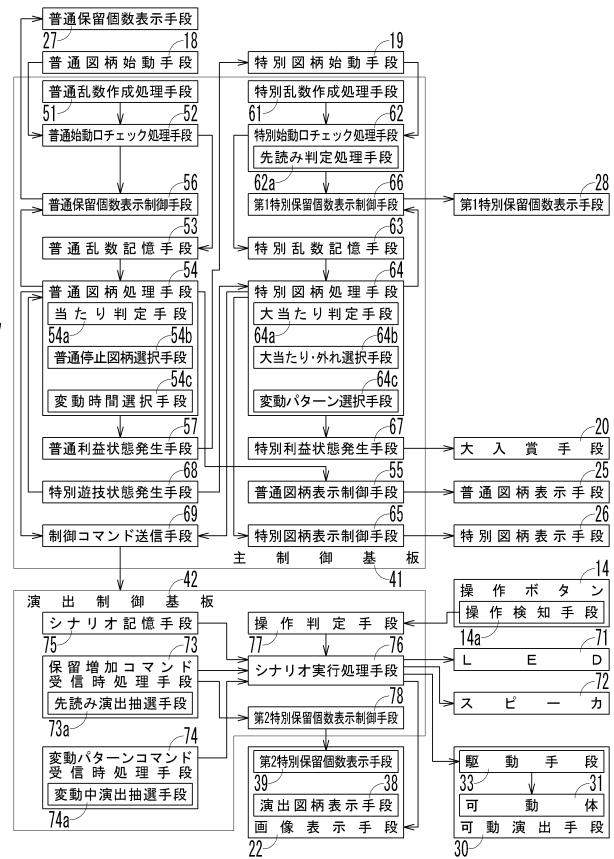 普通保留個数表示手段
27
18
普通図柄始動手段
19
特別図柄始動手段
普通乱数作成処理手段
51
52
普通始動口チェック処理手段
特別乱数作成処理手段
61
62
特別始動口チェック処理手段
先読み判定処理手段
62a
56
普通保留個数表示制御手段
66
第1特別保留個数表示制御手段
28
第1特別保留個数表示手段
53
普通乱数記憶手段
63
特別乱数記憶手段
54
普通図柄処理手段
当たり判定手段
54a
54b
普通停止図柄選択手段
54c
変動時間選択手段
64
特別図柄処理手段
大当たり判定手段
64a
64b
大当たり・外れ選択手段
64c
変動パターン選択手段
57
普通利益状態発生手段
67
特別利益状態発生手段
20
大入賞手段
68
特別遊技状態発生手段
55
普通図柄表示制御手段
25
普通図柄表示手段
69
制御コマンド送信手段
65
特別図柄表示制御手段
26
特別図柄表示手段
主制御基板
41
42
演出制御基板
シナリオ記憶手段
75
73
保留増加コマンド
受信時処理手段
先読み演出抽選手段
73a
74
変動パターンコマンド
受信時処理手段
変動中演出抽選手段
74a
操作判定手段
77
76
シナリオ実行処理手段
78
第2特別保留個数表示制御手段
第2特別保留個数表示手段
39
38
演出図柄表示手段
画像表示手段
22
14
操作ボタン
操作検知手段
14a
71
LED
72
スピーカ
駆動手段
33
31
可動体
可動演出手段
30